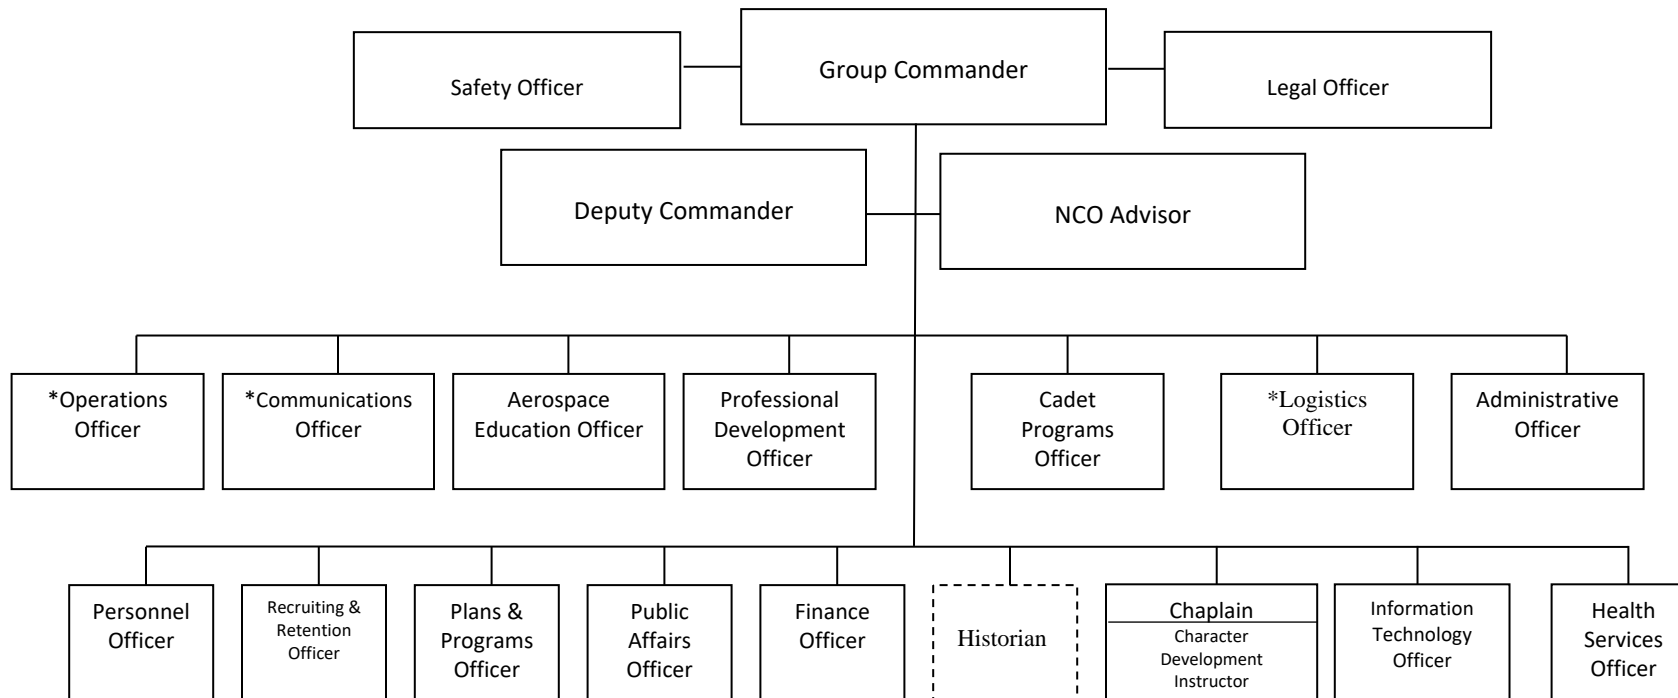 Group Commander
Safety Officer
Legal Officer
Deputy Commander
NCO Advisor
*Operations
Officer
*Communications
Officer
Aerospace
Education Officer
Professional
Development
Officer
Cadet
Programs
Officer
*Logistics
Officer
Administrative
Officer
Personnel
Officer
Recruiting &
Retention
Officer
Plans &
Programs
Officer
Public
Affairs
Officer
Finance
Officer
Historian
Chaplain
Character
Development
Instructor
Information
Technology
Officer
Health
Services
Officer